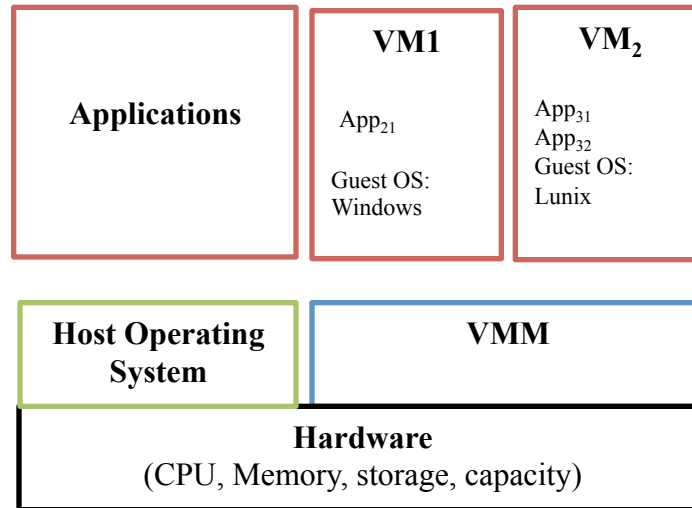 Applications
VM1
App₂₁
Guest OS:
Windows
VM₂
App₃₁
App₃₂
Guest OS:
Lunix
Host Operating
System
VMM
Hardware
(CPU, Memory, storage, capacity)